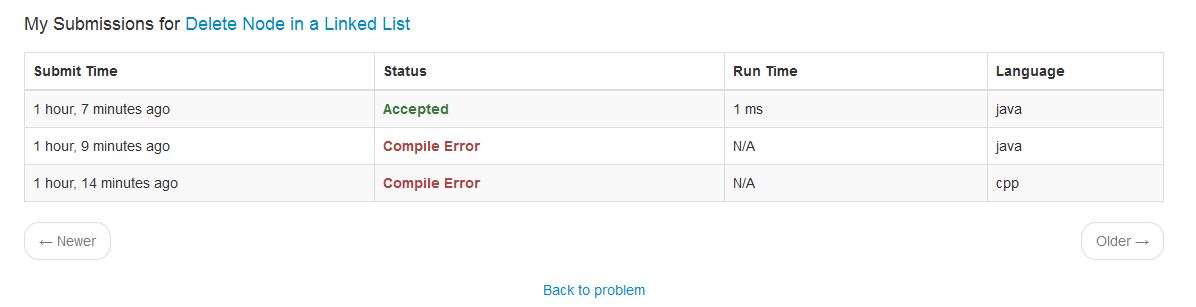 My Submissions for Delete Node in a Linked List
Submit Time Status Run Time Language
1 hour, 7 minutes ago Accepted 1 ms java
1 hour, 9 minutes ago Compile Error N/A java
1 hour, 14 minutes ago Compile Error N/A cpp
← Newer Older →
Back to problem